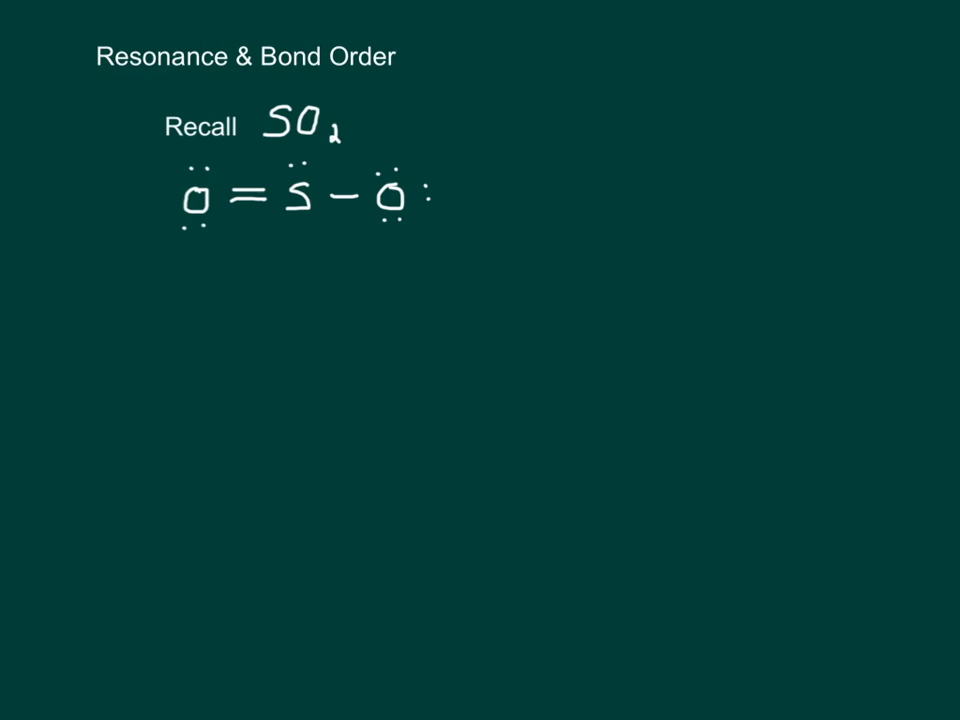 Resonance & Bond Order
Recall SO₂
O = S - O :